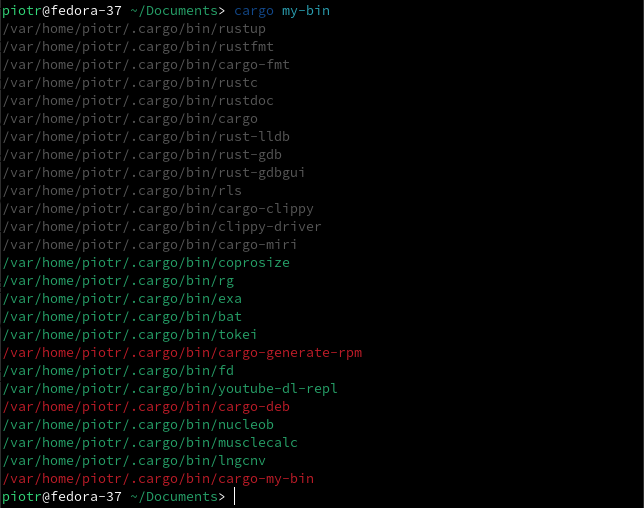 piotr@fedora-37 ~/Documents> cargo my-bin
/var/home/piotr/.cargo/bin/rustup
/var/home/piotr/.cargo/bin/rustfmt
/var/home/piotr/.cargo/bin/cargo-fmt
/var/home/piotr/.cargo/bin/rustc
/var/home/piotr/.cargo/bin/rustdoc
/var/home/piotr/.cargo/bin/cargo
/var/home/piotr/.cargo/bin/rust-lldb
/var/home/piotr/.cargo/bin/rust-gdb
/var/home/piotr/.cargo/bin/rust-gdbgui
/var/home/piotr/.cargo/bin/rls
/var/home/piotr/.cargo/bin/cargo-clippy
/var/home/piotr/.cargo/bin/clippy-driver
/var/home/piotr/.cargo/bin/cargo-miri
/var/home/piotr/.cargo/bin/coprosize
/var/home/piotr/.cargo/bin/rg
/var/home/piotr/.cargo/bin/exa
/var/home/piotr/.cargo/bin/bat
/var/home/piotr/.cargo/bin/tokei
/var/home/piotr/.cargo/bin/cargo-generate-rpm
/var/home/piotr/.cargo/bin/fd
/var/home/piotr/.cargo/bin/youtube-dl-repl
/var/home/piotr/.cargo/bin/cargo-deb
/var/home/piotr/.cargo/bin/nucleob
/var/home/piotr/.cargo/bin/musclecalc
/var/home/piotr/.cargo/bin/lngcnv
/var/home/piotr/.cargo/bin/cargo-my-bin
piotr@fedora-37 ~/Documents>